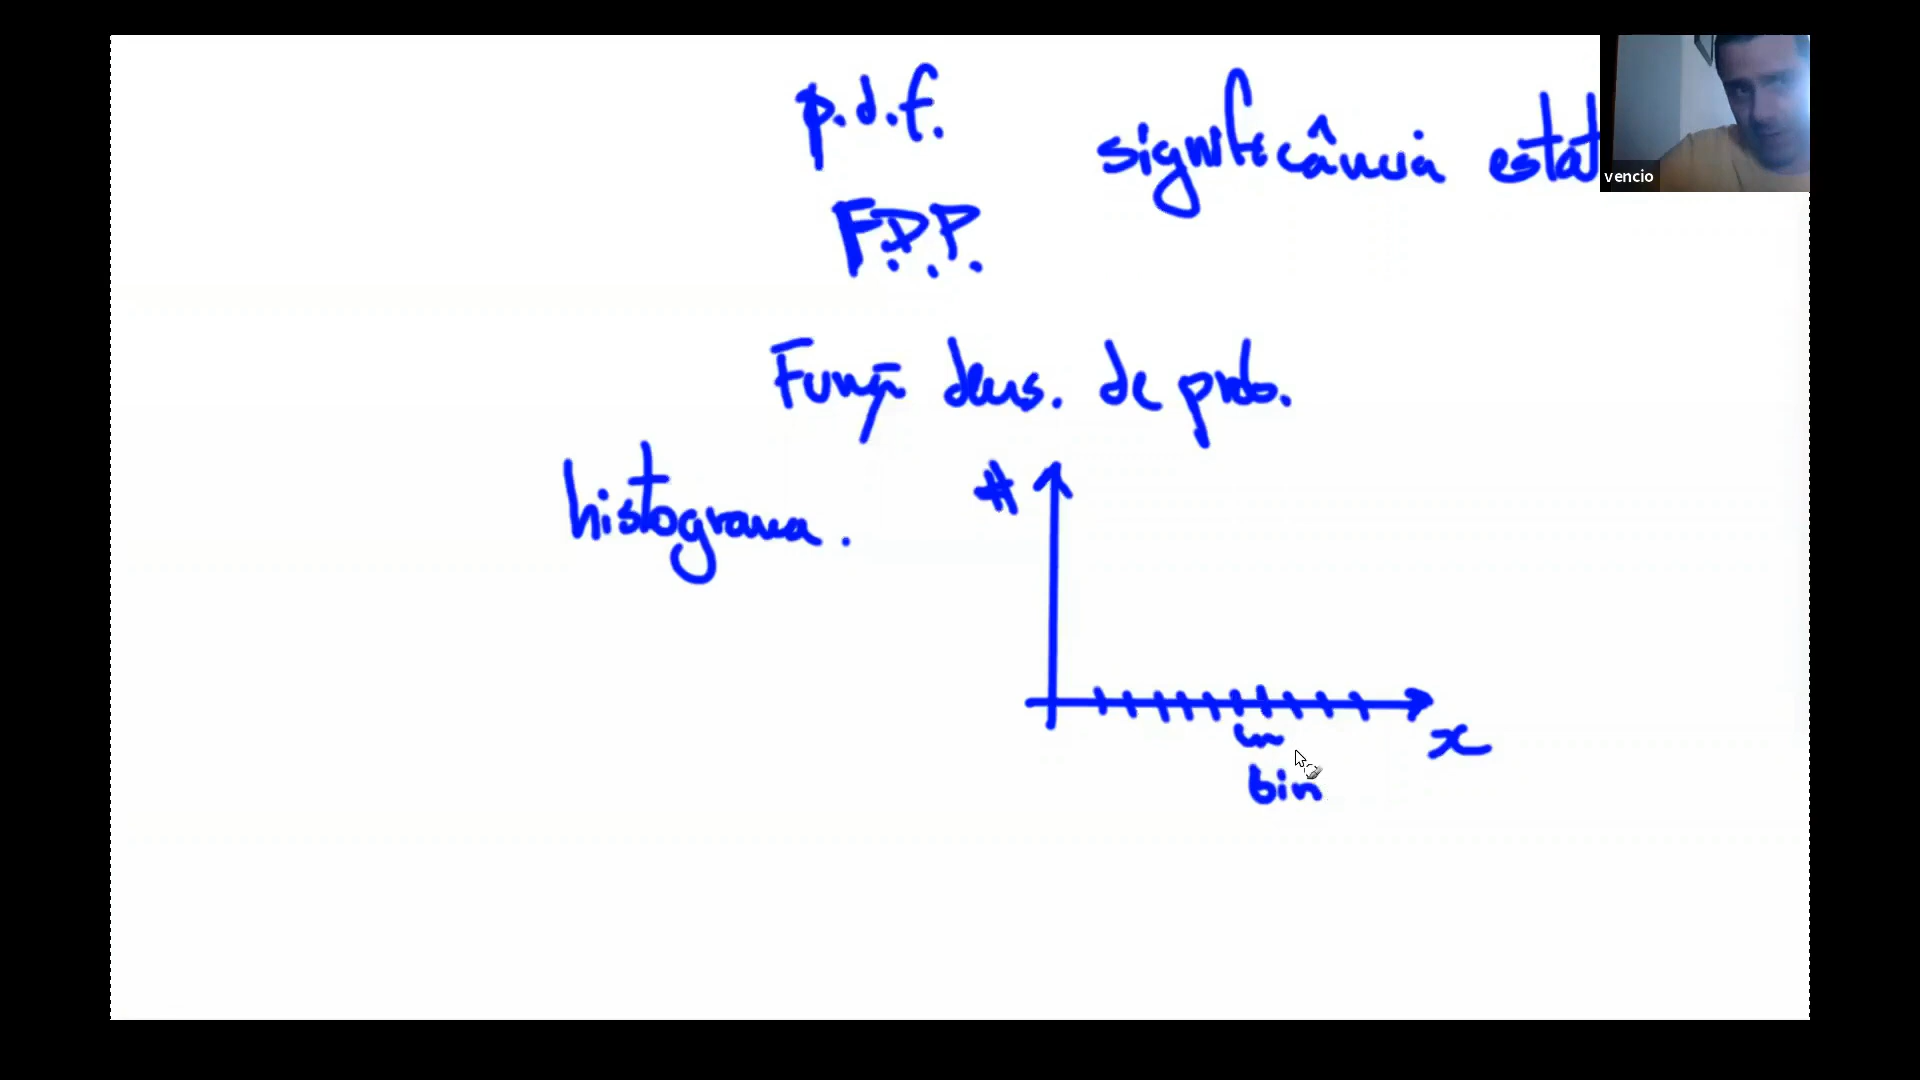 p.d.f.
significância estat
vencio
F.D.P.
Função dens. de prob.
histograma.
#
x
bin